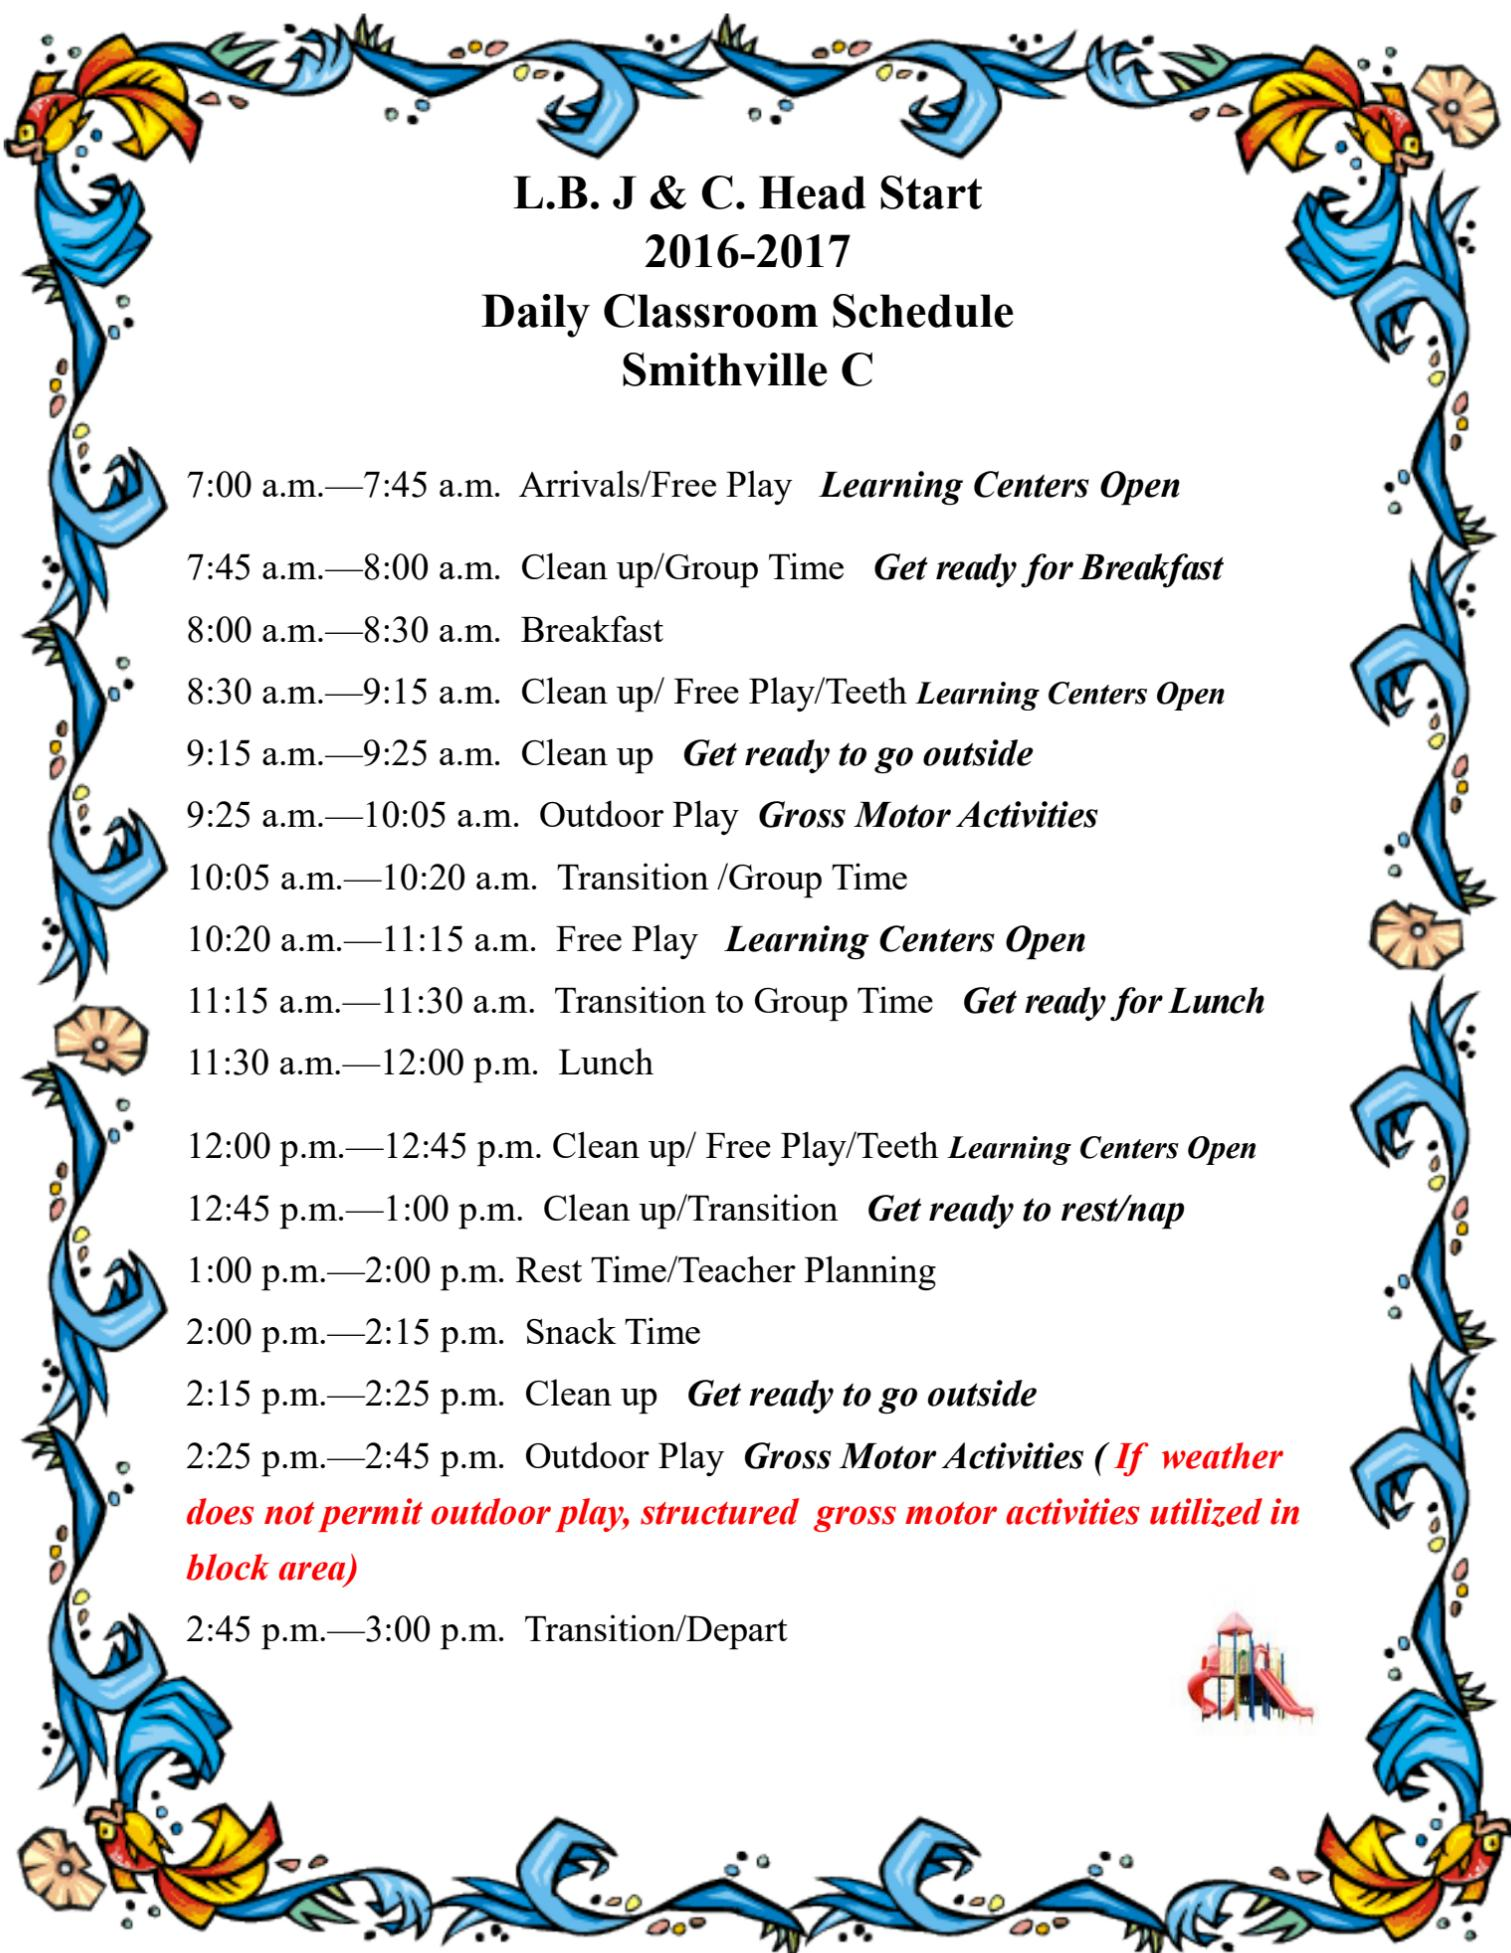 L.B. J & C. Head Start
2016-2017
Daily Classroom Schedule
Smithville C
7:00 a.m.—7:45 a.m.  Arrivals/Free Play   Learning Centers Open
7:45 a.m.—8:00 a.m.  Clean up/Group Time   Get ready for Breakfast
8:00 a.m.—8:30 a.m.  Breakfast
8:30 a.m.—9:15 a.m.  Clean up/ Free Play/Teeth Learning Centers Open
9:15 a.m.—9:25 a.m.  Clean up   Get ready to go outside
9:25 a.m.—10:05 a.m.  Outdoor Play  Gross Motor Activities
10:05 a.m.—10:20 a.m.  Transition /Group Time
10:20 a.m.—11:15 a.m.  Free Play   Learning Centers Open
11:15 a.m.—11:30 a.m.  Transition to Group Time   Get ready for Lunch
11:30 a.m.—12:00 p.m.  Lunch
12:00 p.m.—12:45 p.m. Clean up/ Free Play/Teeth Learning Centers Open
12:45 p.m.—1:00 p.m.  Clean up/Transition   Get ready to rest/nap
1:00 p.m.—2:00 p.m. Rest Time/Teacher Planning
2:00 p.m.—2:15 p.m.  Snack Time
2:15 p.m.—2:25 p.m.  Clean up   Get ready to go outside
2:25 p.m.—2:45 p.m.  Outdoor Play  Gross Motor Activities ( If  weather
does not permit outdoor play, structured  gross motor activities utilized in
block area)
2:45 p.m.—3:00 p.m.  Transition/Depart